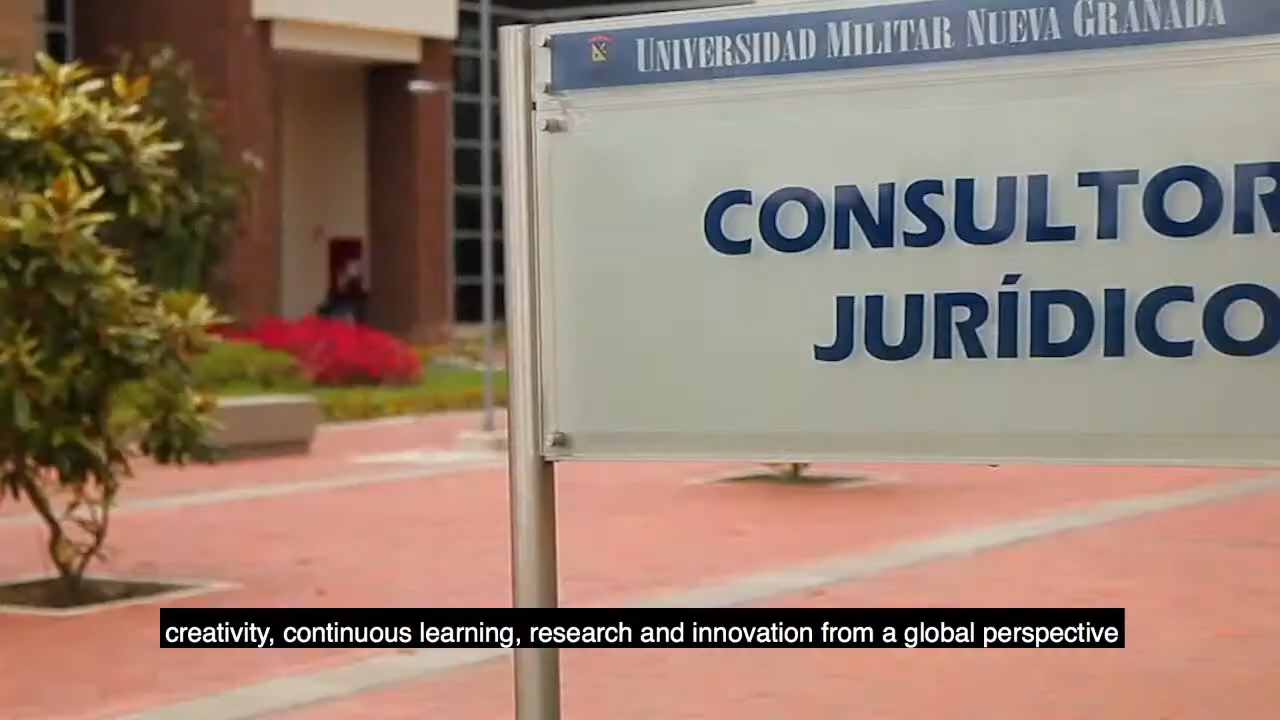 UNIVERSIDAD MILITAR NUEVA GRANADA
CONSULTOR
JURÍDICO
creativity, continuous learning, research and innovation from a global perspective